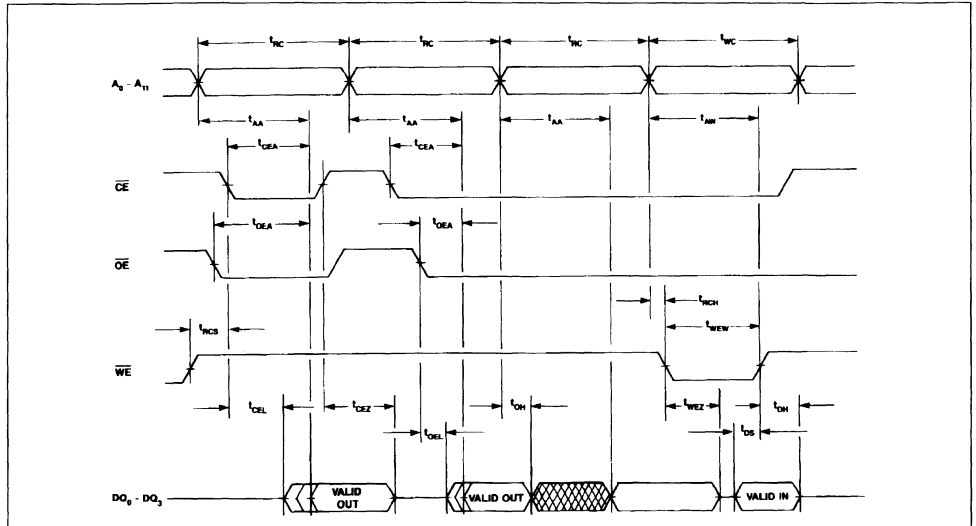 tRC tRC tRC tWC
A0 - A11
tAA tAA tAA tAW
tCEA tCEA
CE
tOEA tOEA
OE
tRCH
tRCS tWEW
WE
tCEL tCEZ tOH tWEZ tDH
tOEL tDS
DQ0 - DQ3 VALID OUT VALID OUT VALID IN